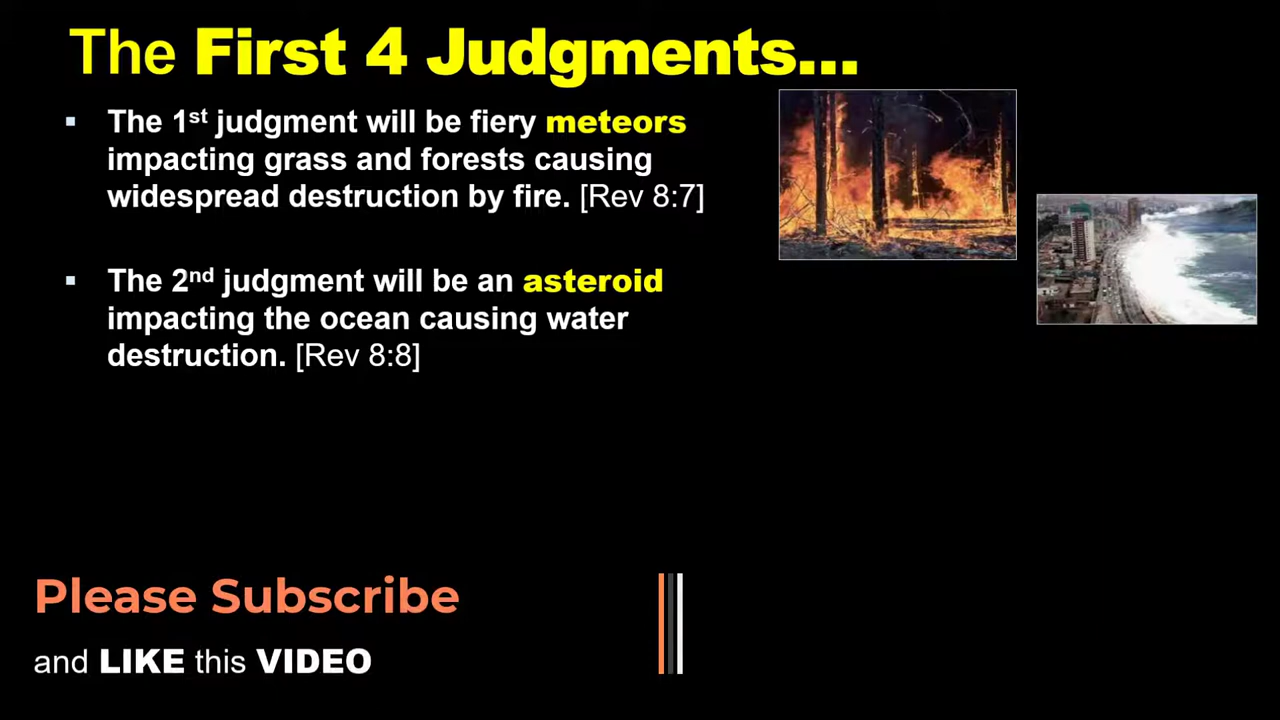 The First 4 Judgments...
▪ The 1st judgment will be fiery meteors
impacting grass and forests causing
widespread destruction by fire. [Rev 8:7]
▪ The 2nd judgment will be an asteroid
impacting the ocean causing water
destruction. [Rev 8:8]
Please Subscribe
and LIKE this VIDEO